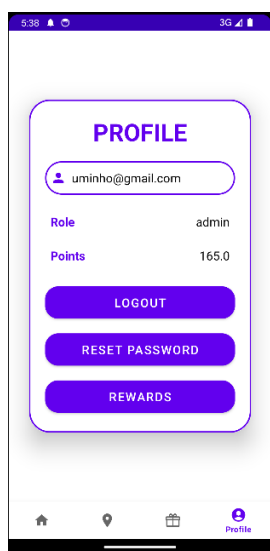 5:38 3G
PROFILE
uminho@gmail.com
Role admin
Points 165.0
LOGOUT
RESET PASSWORD
REWARDS
Profile